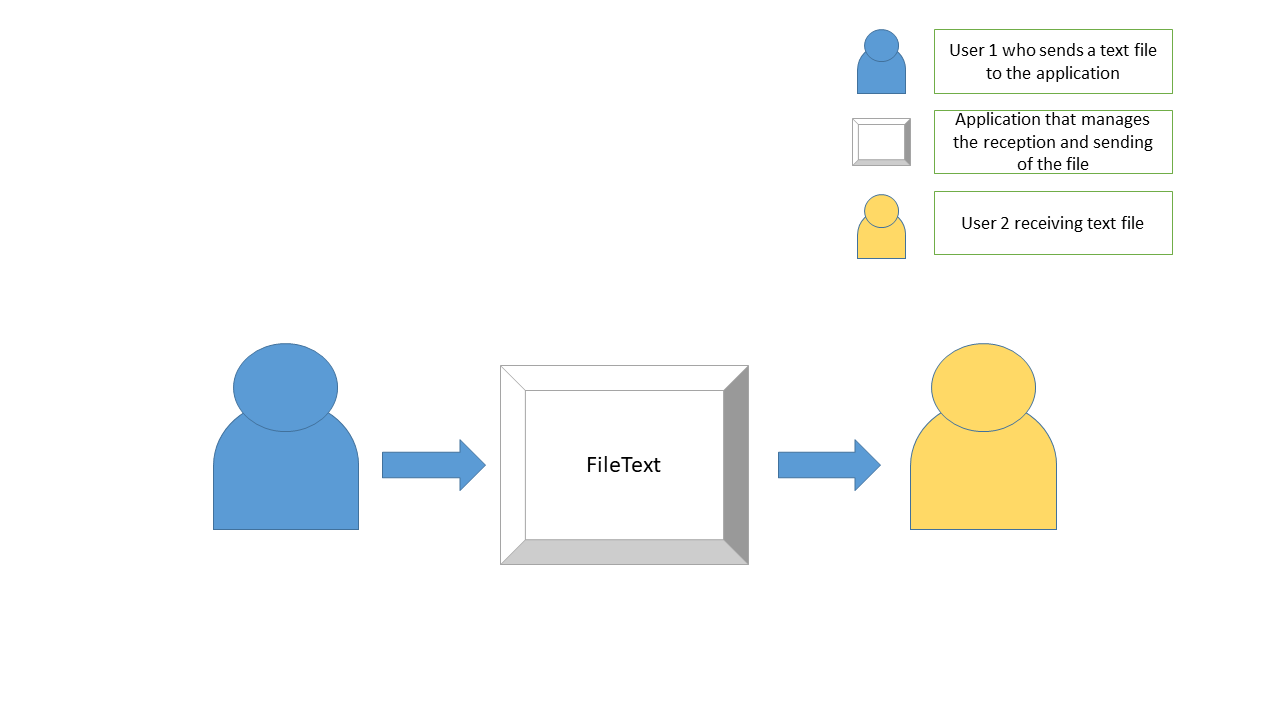 User 1 who sends a text file
to the application
Application that manages
the reception and sending
of the file
User 2 receiving text file
FileText